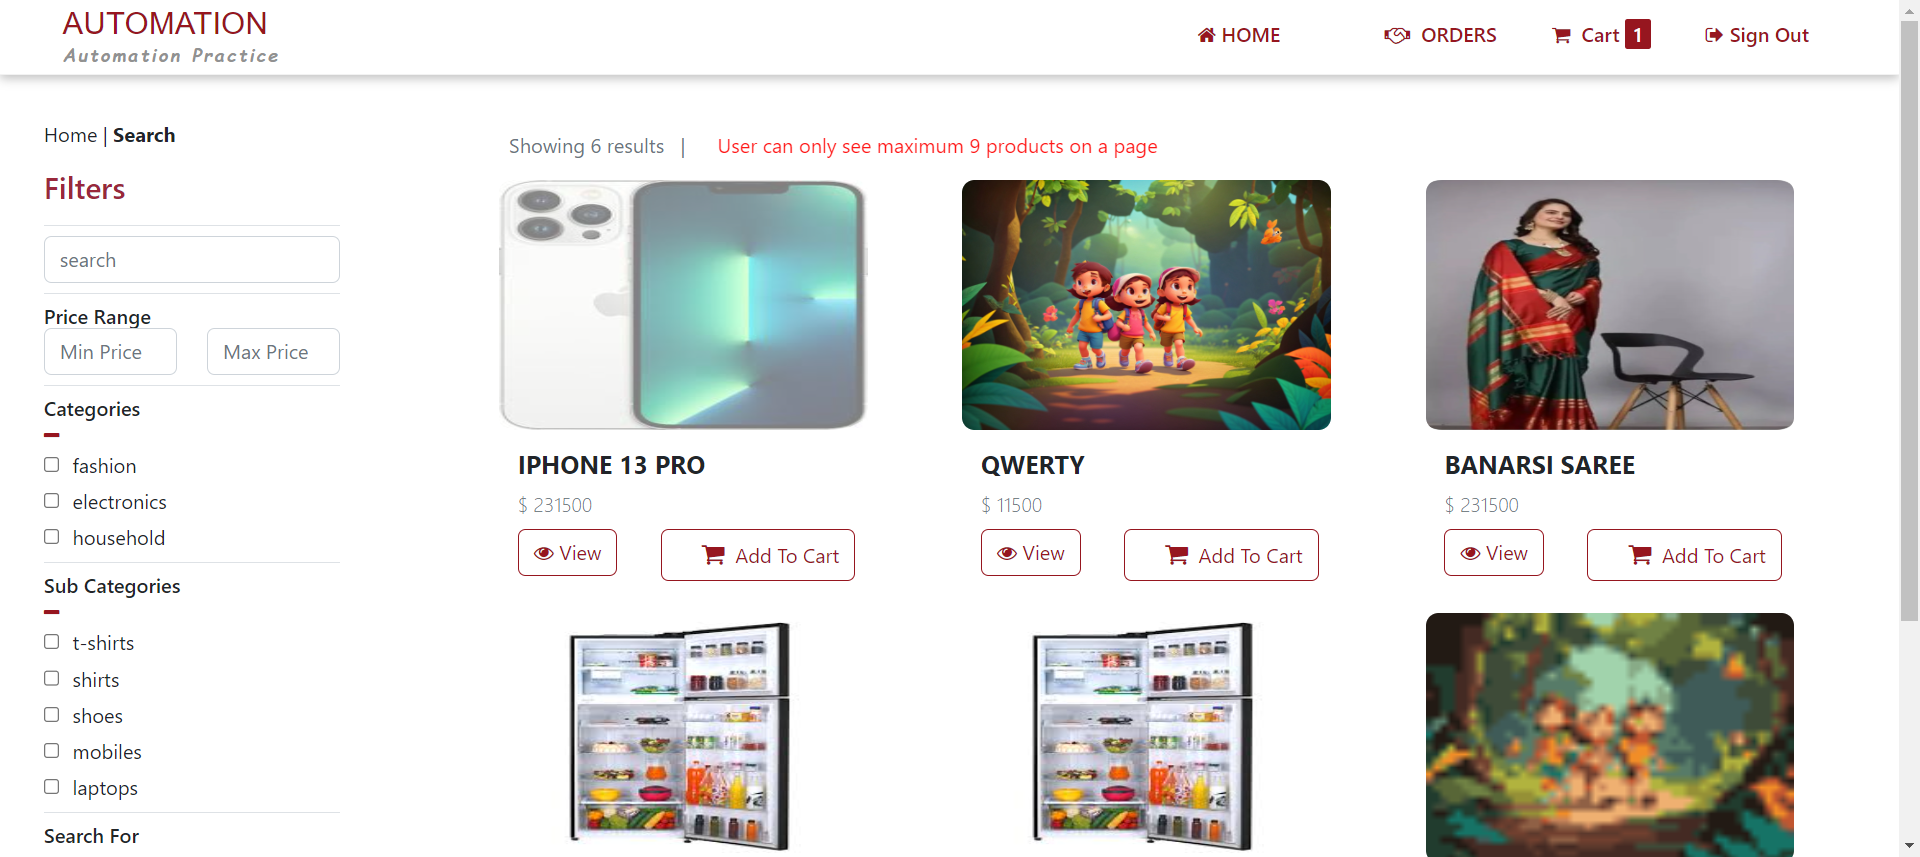 AUTOMATION
Automation Practice
HOME
ORDERS
Cart 1
Sign Out
Home | Search
Filters
search
Price Range
Min Price
Max Price
Categories
fashion
electronics
household
Sub Categories
t-shirts
shirts
shoes
mobiles
laptops
Search For
Showing 6 results | User can only see maximum 9 products on a page
IPHONE 13 PRO
$ 231500
View
Add To Cart
QWERTY
$ 11500
View
Add To Cart
BANARSI SAREE
$ 231500
View
Add To Cart